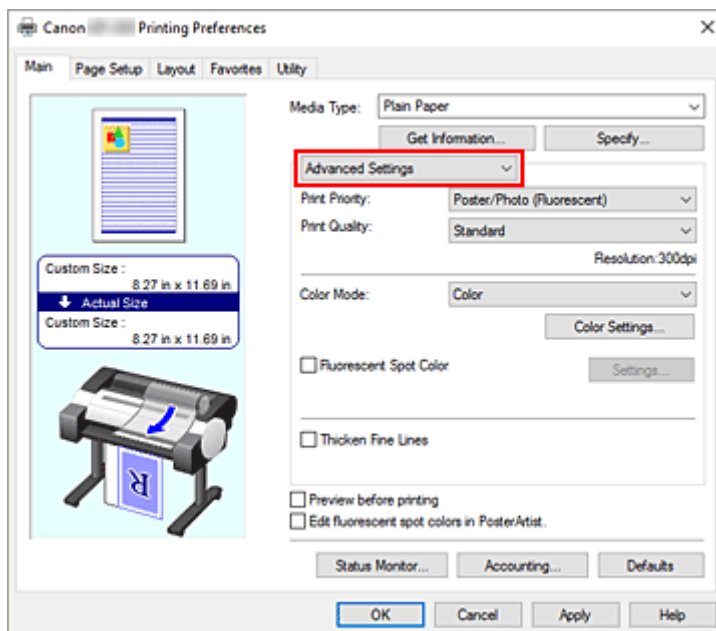 Canon Printing Preferences
Main Page Setup Layout Favorites Utility
Media Type: Plain Paper
Get Information... Specify...
Advanced Settings
Print Priority: Poster/Photo (Fluorescent)
Print Quality: Standard
Resolution:300dpi
Custom Size :
8.27 in x 11.69 in
Actual Size
Custom Size :
8.27 in x 11.69 in
Color Mode: Color
Color Settings...
Fluorescent Spot Color Settings...
Thicken Fine Lines
R
Preview before printing
Edit fluorescent spot colors in PosterArtist.
Status Monitor... Accounting... Defaults
OK Cancel Apply Help